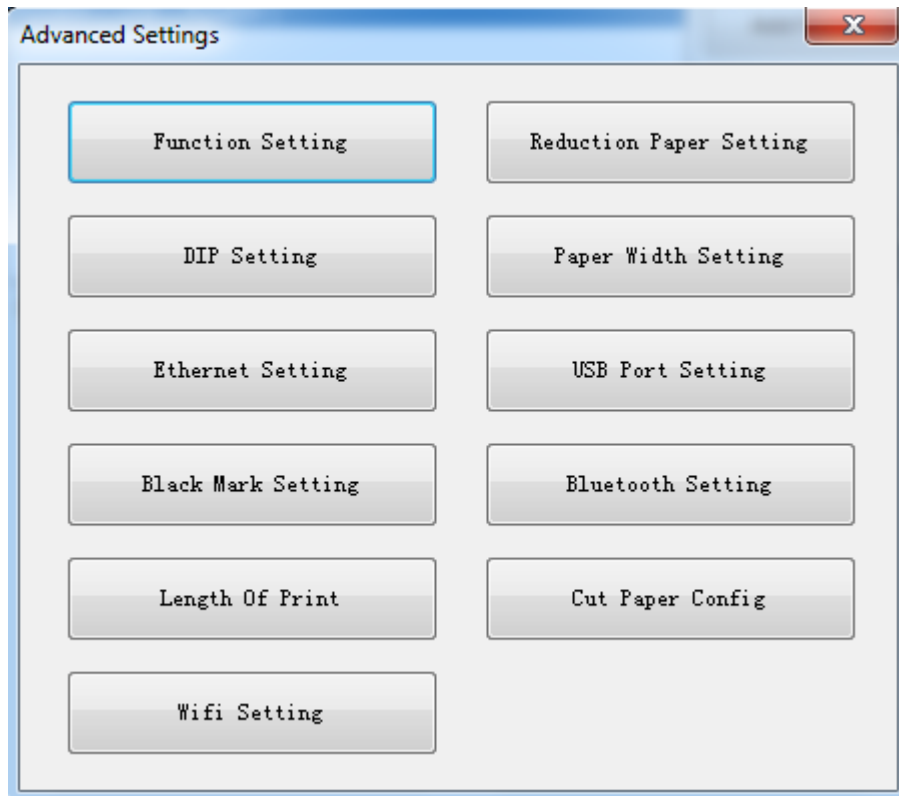 Advanced Settings
Function Setting
Reduction Paper Setting
DIP Setting
Paper Width Setting
Ethernet Setting
USB Port Setting
Black Mark Setting
Bluetooth Setting
Length Of Print
Cut Paper Config
Wifi Setting